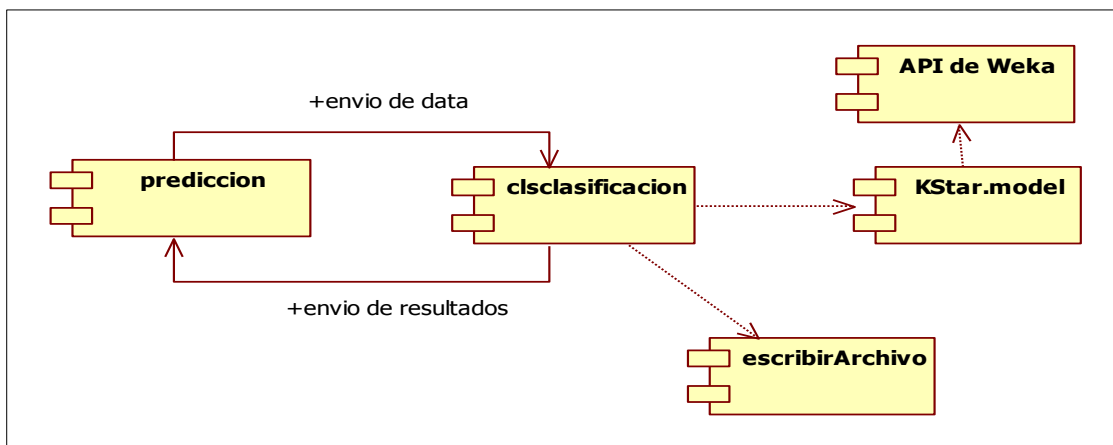 API de Weka
+envio de data
prediccion
clsclasificacion
KStar.model
+envio de resultados
escribirArchivo